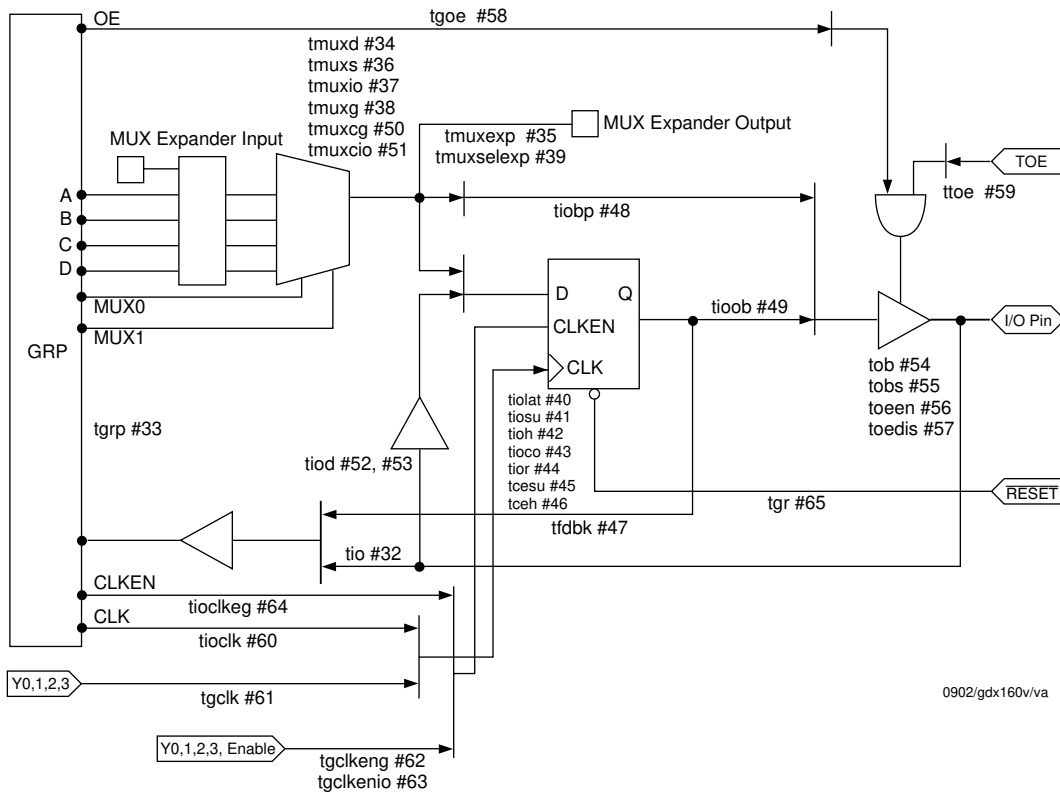 OE
tgoe #58
tmuxd #34
tmuxs #36
tmuxio #37
tmuxg #38
tmuxcg #50
tmuxcio #51
MUX Expander Input
tmuxexp #35
tmuxselexp #39
MUX Expander Output
TOE
ttoe #59
A
B
C
D
tiobp #48
MUX0
MUX1
GRP
D
Q
CLKEN
CLK
tioob #49
I/O Pin
tob #54
tobs #55
toeen #56
toedis #57
tiolat #40
tiosu #41
tioh #42
tioco #43
tior #44
tcesu #45
tceh #46
tgrp #33
tiod #52, #53
RESET
tgr #65
tfdbk #47
tio #32
CLKEN
tioclkeg #64
CLK
tioclk #60
Y0,1,2,3
tgclk #61
0902/gdx160v/va
Y0,1,2,3, Enable
tgclkeng #62
tgclkenio #63